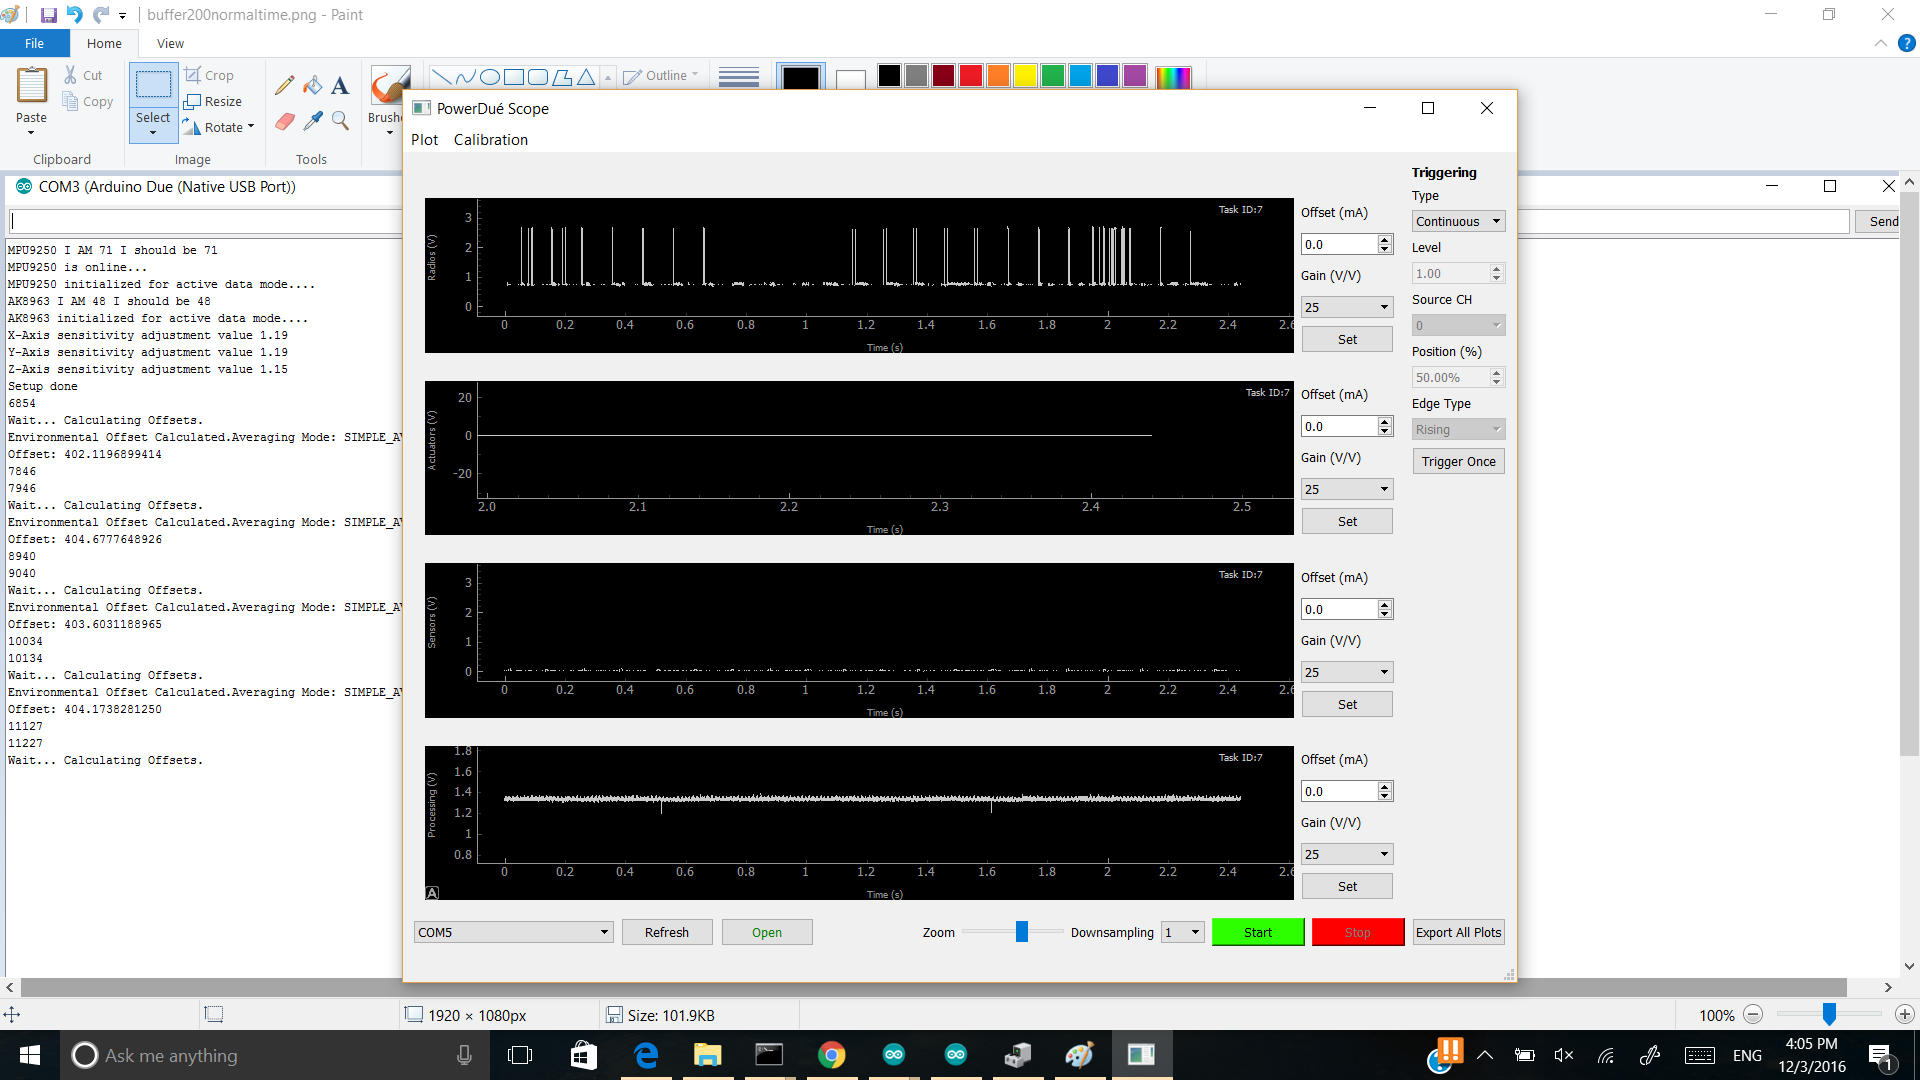 buffer200normaltime.png - Paint
File Home View
Cut
Copy
Paste
Clipboard
Select
Crop
Resize
Rotate
Image
Tools
Brushe
Outline
COM3 (Arduino Due (Native USB Port))
Send
MPU9250 I AM 71 I should be 71
MPU9250 is online...
MPU9250 initialized for active data mode....
AK8963 I AM 48 I should be 48
AK8963 initialized for active data mode....
X-Axis sensitivity adjustment value 1.19
Y-Axis sensitivity adjustment value 1.19
Z-Axis sensitivity adjustment value 1.15
Setup done
6854
Wait... Calculating Offsets.
Environmental Offset Calculated.Averaging Mode: SIMPLE_AV
Offset: 402.1196899414
7846
7946
Wait... Calculating Offsets.
Environmental Offset Calculated.Averaging Mode: SIMPLE_AV
Offset: 404.6777648926
8940
9040
Wait... Calculating Offsets.
Environmental Offset Calculated.Averaging Mode: SIMPLE_AV
Offset: 403.6031188965
10034
10134
Wait... Calculating Offsets.
Environmental Offset Calculated.Averaging Mode: SIMPLE_AV
Offset: 404.1738281250
11127
11227
Wait... Calculating Offsets.
PowerDué Scope
Plot Calibration
Task ID:7
Radios (V)
3
2
1
0
0 0.2 0.4 0.6 0.8 1 1.2 1.4 1.6 1.8 2 2.2 2.4 2.6
Time (s)
Offset (mA)
0.0
Gain (V/V)
25
Set
Task ID:7
Actuators (V)
20
0
-20
2.0 2.1 2.2 2.3 2.4 2.5
Time (s)
Offset (mA)
0.0
Gain (V/V)
25
Set
Task ID:7
Sensors (V)
3
2
1
0
0 0.2 0.4 0.6 0.8 1 1.2 1.4 1.6 1.8 2 2.2 2.4 2.6
Time (s)
Offset (mA)
0.0
Gain (V/V)
25
Set
Task ID:7
Processing (V)
1.8
1.6
1.4
1.2
1
0.8
0 0.2 0.4 0.6 0.8 1 1.2 1.4 1.6 1.8 2 2.2 2.4 2.6
Time (s)
A
Offset (mA)
0.0
Gain (V/V)
25
Set
Triggering
Type
Continuous
Level
1.00
Source CH
0
Position (%)
50.00%
Edge Type
Rising
Trigger Once
COM5 Refresh Open Zoom Downsampling 1 Start Stop Export All Plots
1920 × 1080px Size: 101.9KB 100%
Ask me anything
ENG
4:05 PM
12/3/2016
1